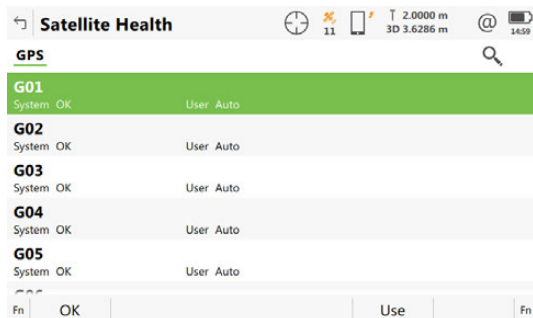 Satellite Health
11
2.0000 m
3D 3.6286 m
@
14:59
GPS
G01
System OK User Auto
G02
System OK User Auto
G03
System OK User Auto
G04
System OK User Auto
G05
System OK User Auto
Fn OK Use Fn